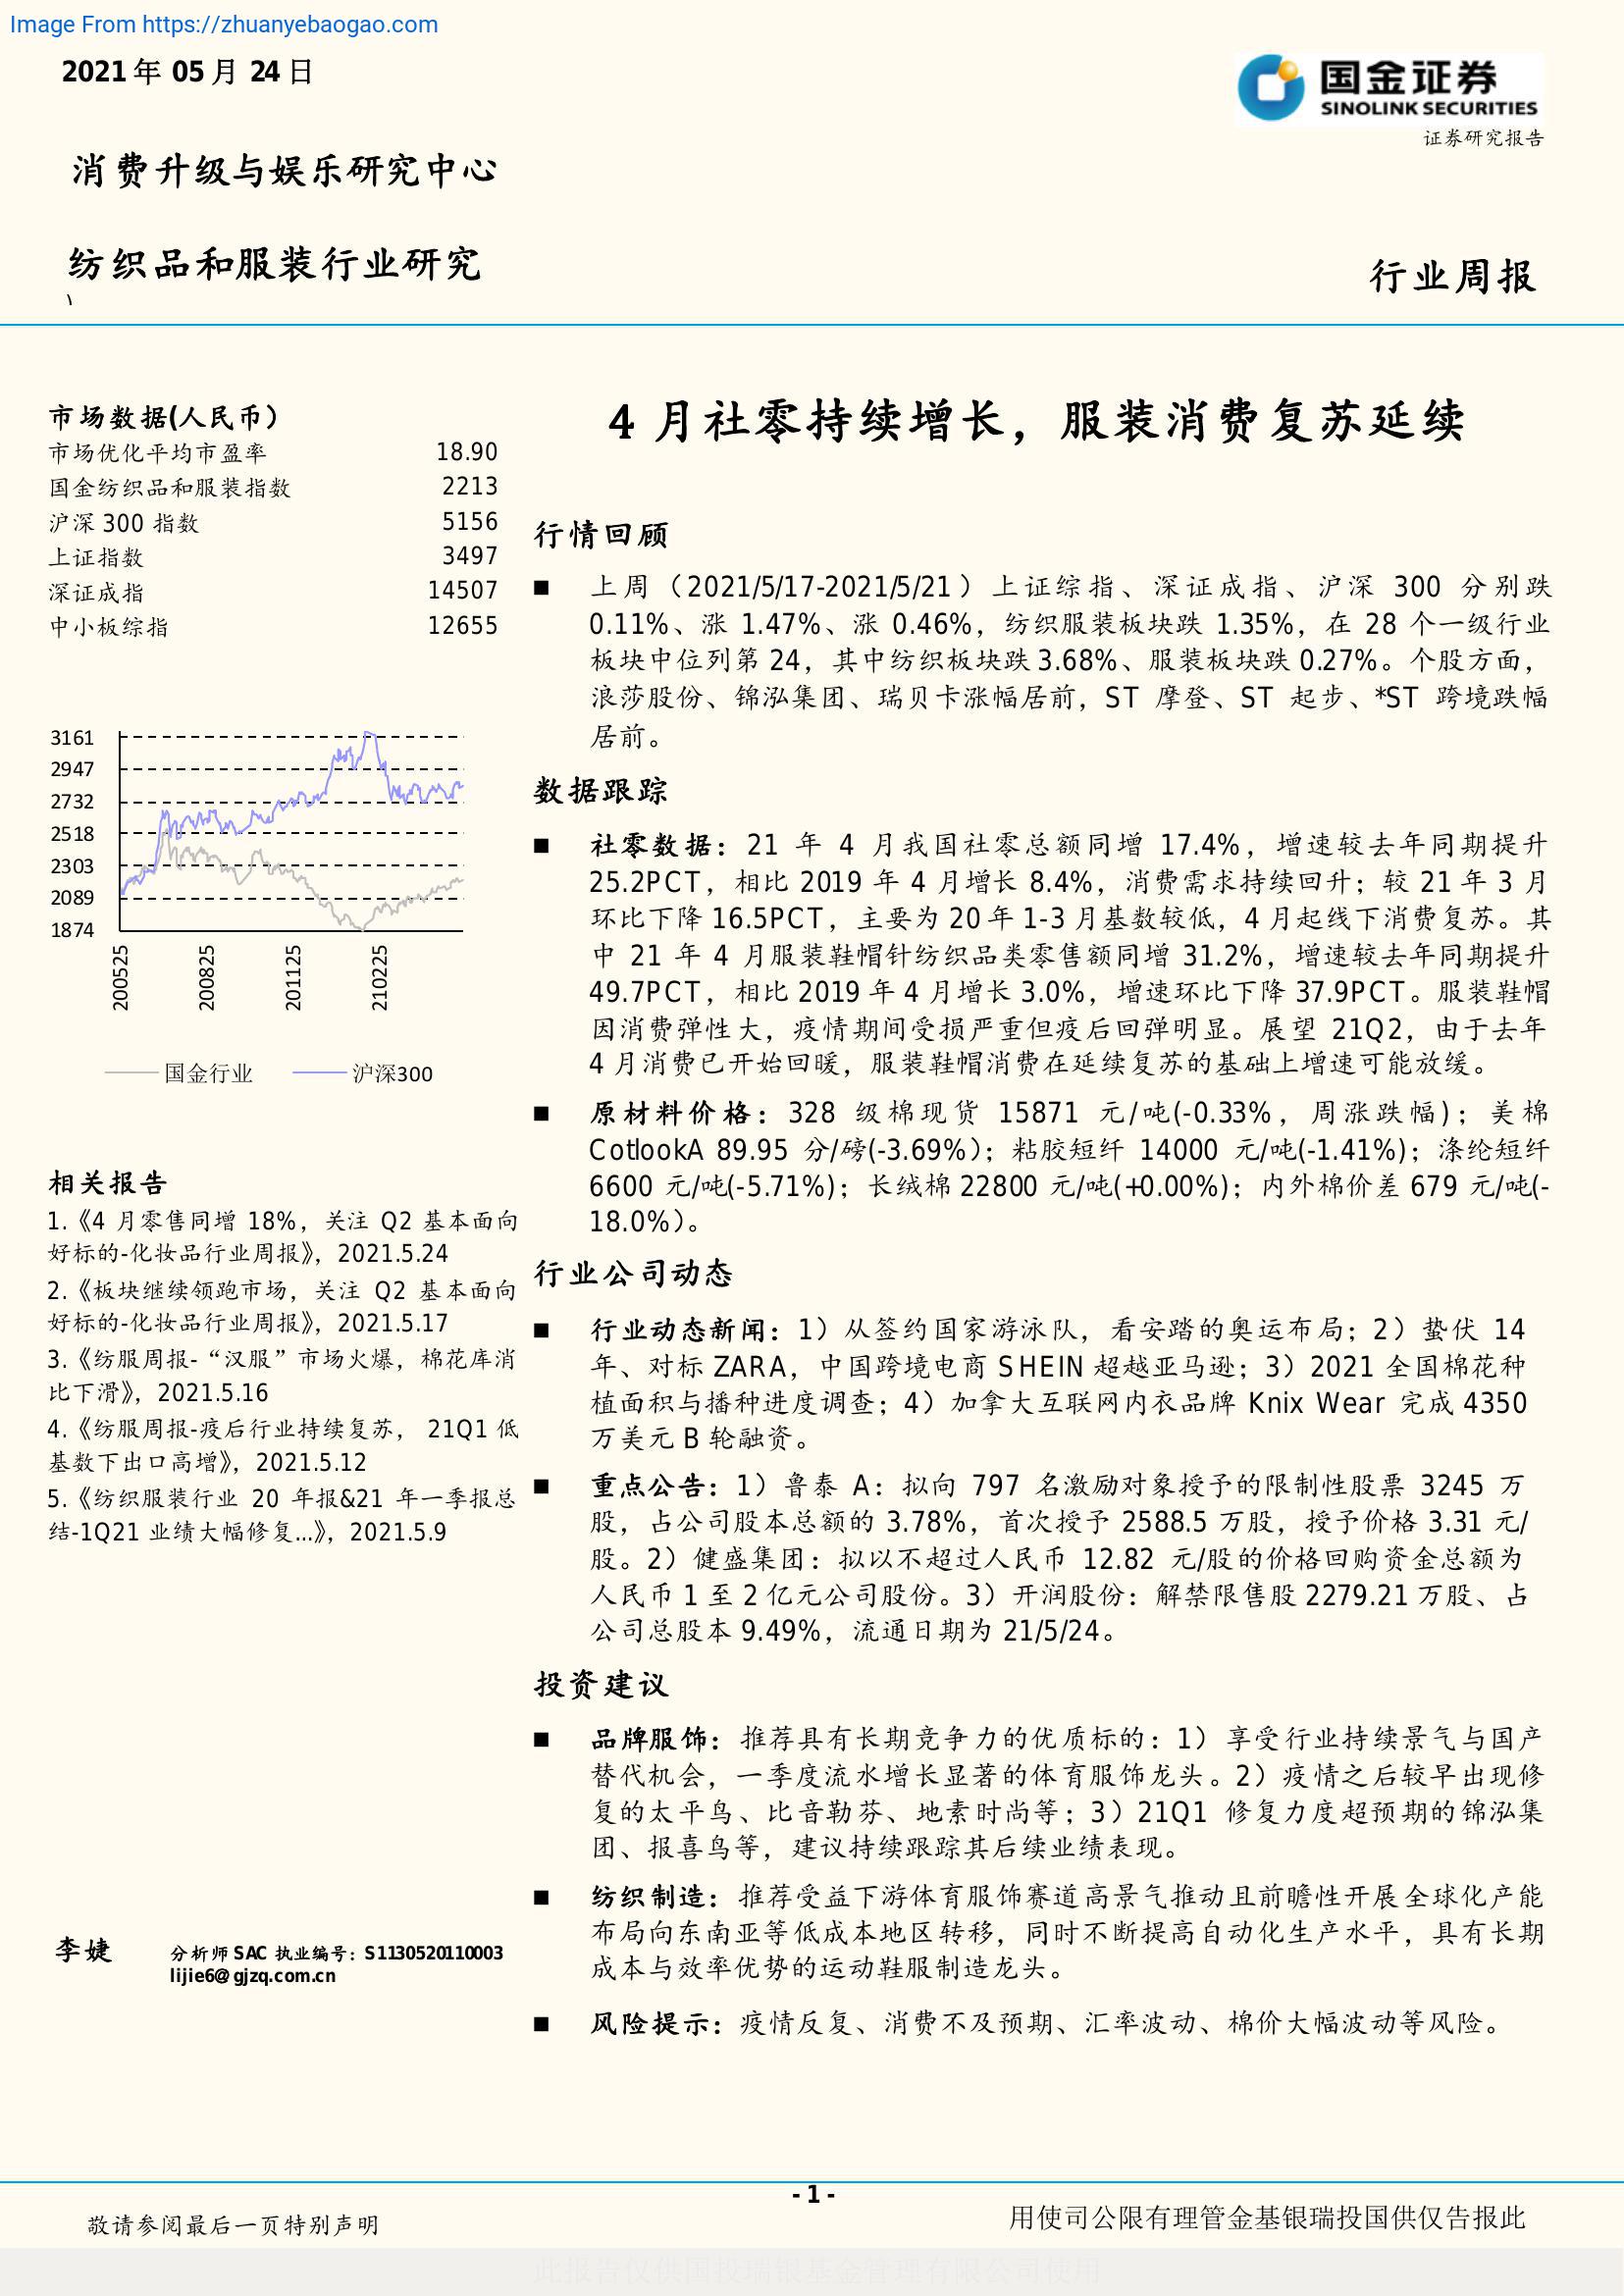 Image From https://zhuanyebaogao.com
2021 年 05 月 24 日
国金证券
SINOLINK SECURITIES
证券研究报告
消费升级与娱乐研究中心
纺织品和服装行业研究
行业周报
市场数据(人民币）
市场优化平均市盈率 18.90
国金纺织品和服装指数 2213
沪深 300 指数 5156
上证指数 3497
深证成指 14507
中小板综指 12655
3161
2947
2732
2518
2303
2089
1874
200525
200825
201125
210225
国金行业 沪深300
相关报告
1.《4 月零售同增 18%，关注 Q2 基本面向
好标的-化妆品行业周报》，2021.5.24
2.《板块继续领跑市场，关注 Q2 基本面向
好标的-化妆品行业周报》，2021.5.17
3.《纺服周报-“汉服”市场火爆，棉花库消
比下滑》，2021.5.16
4.《纺服周报-疫后行业持续复苏， 21Q1 低
基数下出口高增》，2021.5.12
5.《纺织服装行业 20 年报&21 年一季报总
结-1Q21 业绩大幅修复...》，2021.5.9
李婕 分析师 SAC 执业编号：S1130520110003
lijie6@gjzq.com.cn
4 月社零持续增长，服装消费复苏延续
行情回顾
■ 上周（2021/5/17-2021/5/21）上证综指、深证成指、沪深 300 分别跌
0.11%、涨 1.47%、涨 0.46%，纺织服装板块跌 1.35%，在 28 个一级行业
板块中位列第 24，其中纺织板块跌 3.68%、服装板块跌 0.27%。个股方面，
浪莎股份、锦泓集团、瑞贝卡涨幅居前，ST 摩登、ST 起步、*ST 跨境跌幅
居前。
数据跟踪
■ 社零数据：21 年 4 月我国社零总额同增 17.4%，增速较去年同期提升
25.2PCT，相比 2019 年 4 月增长 8.4%，消费需求持续回升；较 21 年 3 月
环比下降 16.5PCT，主要为 20 年 1-3 月基数较低，4 月起线下消费复苏。其
中 21 年 4 月服装鞋帽针纺织品类零售额同增 31.2%，增速较去年同期提升
49.7PCT，相比 2019 年 4 月增长 3.0%，增速环比下降 37.9PCT。服装鞋帽
因消费弹性大，疫情期间受损严重但疫后回弹明显。展望 21Q2，由于去年
4 月消费已开始回暖，服装鞋帽消费在延续复苏的基础上增速可能放缓。
■ 原材料价格：328 级棉现货 15871 元/吨(-0.33%，周涨跌幅)；美棉
CotlookA 89.95 分/磅(-3.69%)；粘胶短纤 14000 元/吨(-1.41%)；涤纶短纤
6600 元/吨(-5.71%)；长绒棉 22800 元/吨(+0.00%)；内外棉价差 679 元/吨(-
18.0%)。
行业公司动态
■ 行业动态新闻：1）从签约国家游泳队，看安踏的奥运布局；2）蛰伏 14
年、对标 ZARA，中国跨境电商 SHEIN 超越亚马逊；3）2021 全国棉花种
植面积与播种进度调查；4）加拿大互联网内衣品牌 Knix Wear 完成 4350
万美元 B 轮融资。
■ 重点公告：1）鲁泰 A：拟向 797 名激励对象授予的限制性股票 3245 万
股，占公司股本总额的 3.78%，首次授予 2588.5 万股，授予价格 3.31 元/
股。2）健盛集团：拟以不超过人民币 12.82 元/股的价格回购资金总额为
人民币 1 至 2 亿元公司股份。3）开润股份：解禁限售股 2279.21 万股、占
公司总股本 9.49%，流通日期为 21/5/24。
投资建议
■ 品牌服饰：推荐具有长期竞争力的优质标的：1）享受行业持续景气与国产
替代机会，一季度流水增长显著的体育服饰龙头。2）疫情之后较早出现修
复的太平鸟、比音勒芬、地素时尚等；3）21Q1 修复力度超预期的锦泓集
团、报喜鸟等，建议持续跟踪其后续业绩表现。
■ 纺织制造：推荐受益下游体育服饰赛道高景气推动且前瞻性开展全球化产能
布局向东南亚等低成本地区转移，同时不断提高自动化生产水平，具有长期
成本与效率优势的运动鞋服制造龙头。
■ 风险提示：疫情反复、消费不及预期、汇率波动、棉价大幅波动等风险。
- 1 -
敬请参阅最后一页特别声明
用使司公限有理管金基银瑞投国供仅告报此
此报告仅供国投瑞银基金管理有限公司使用